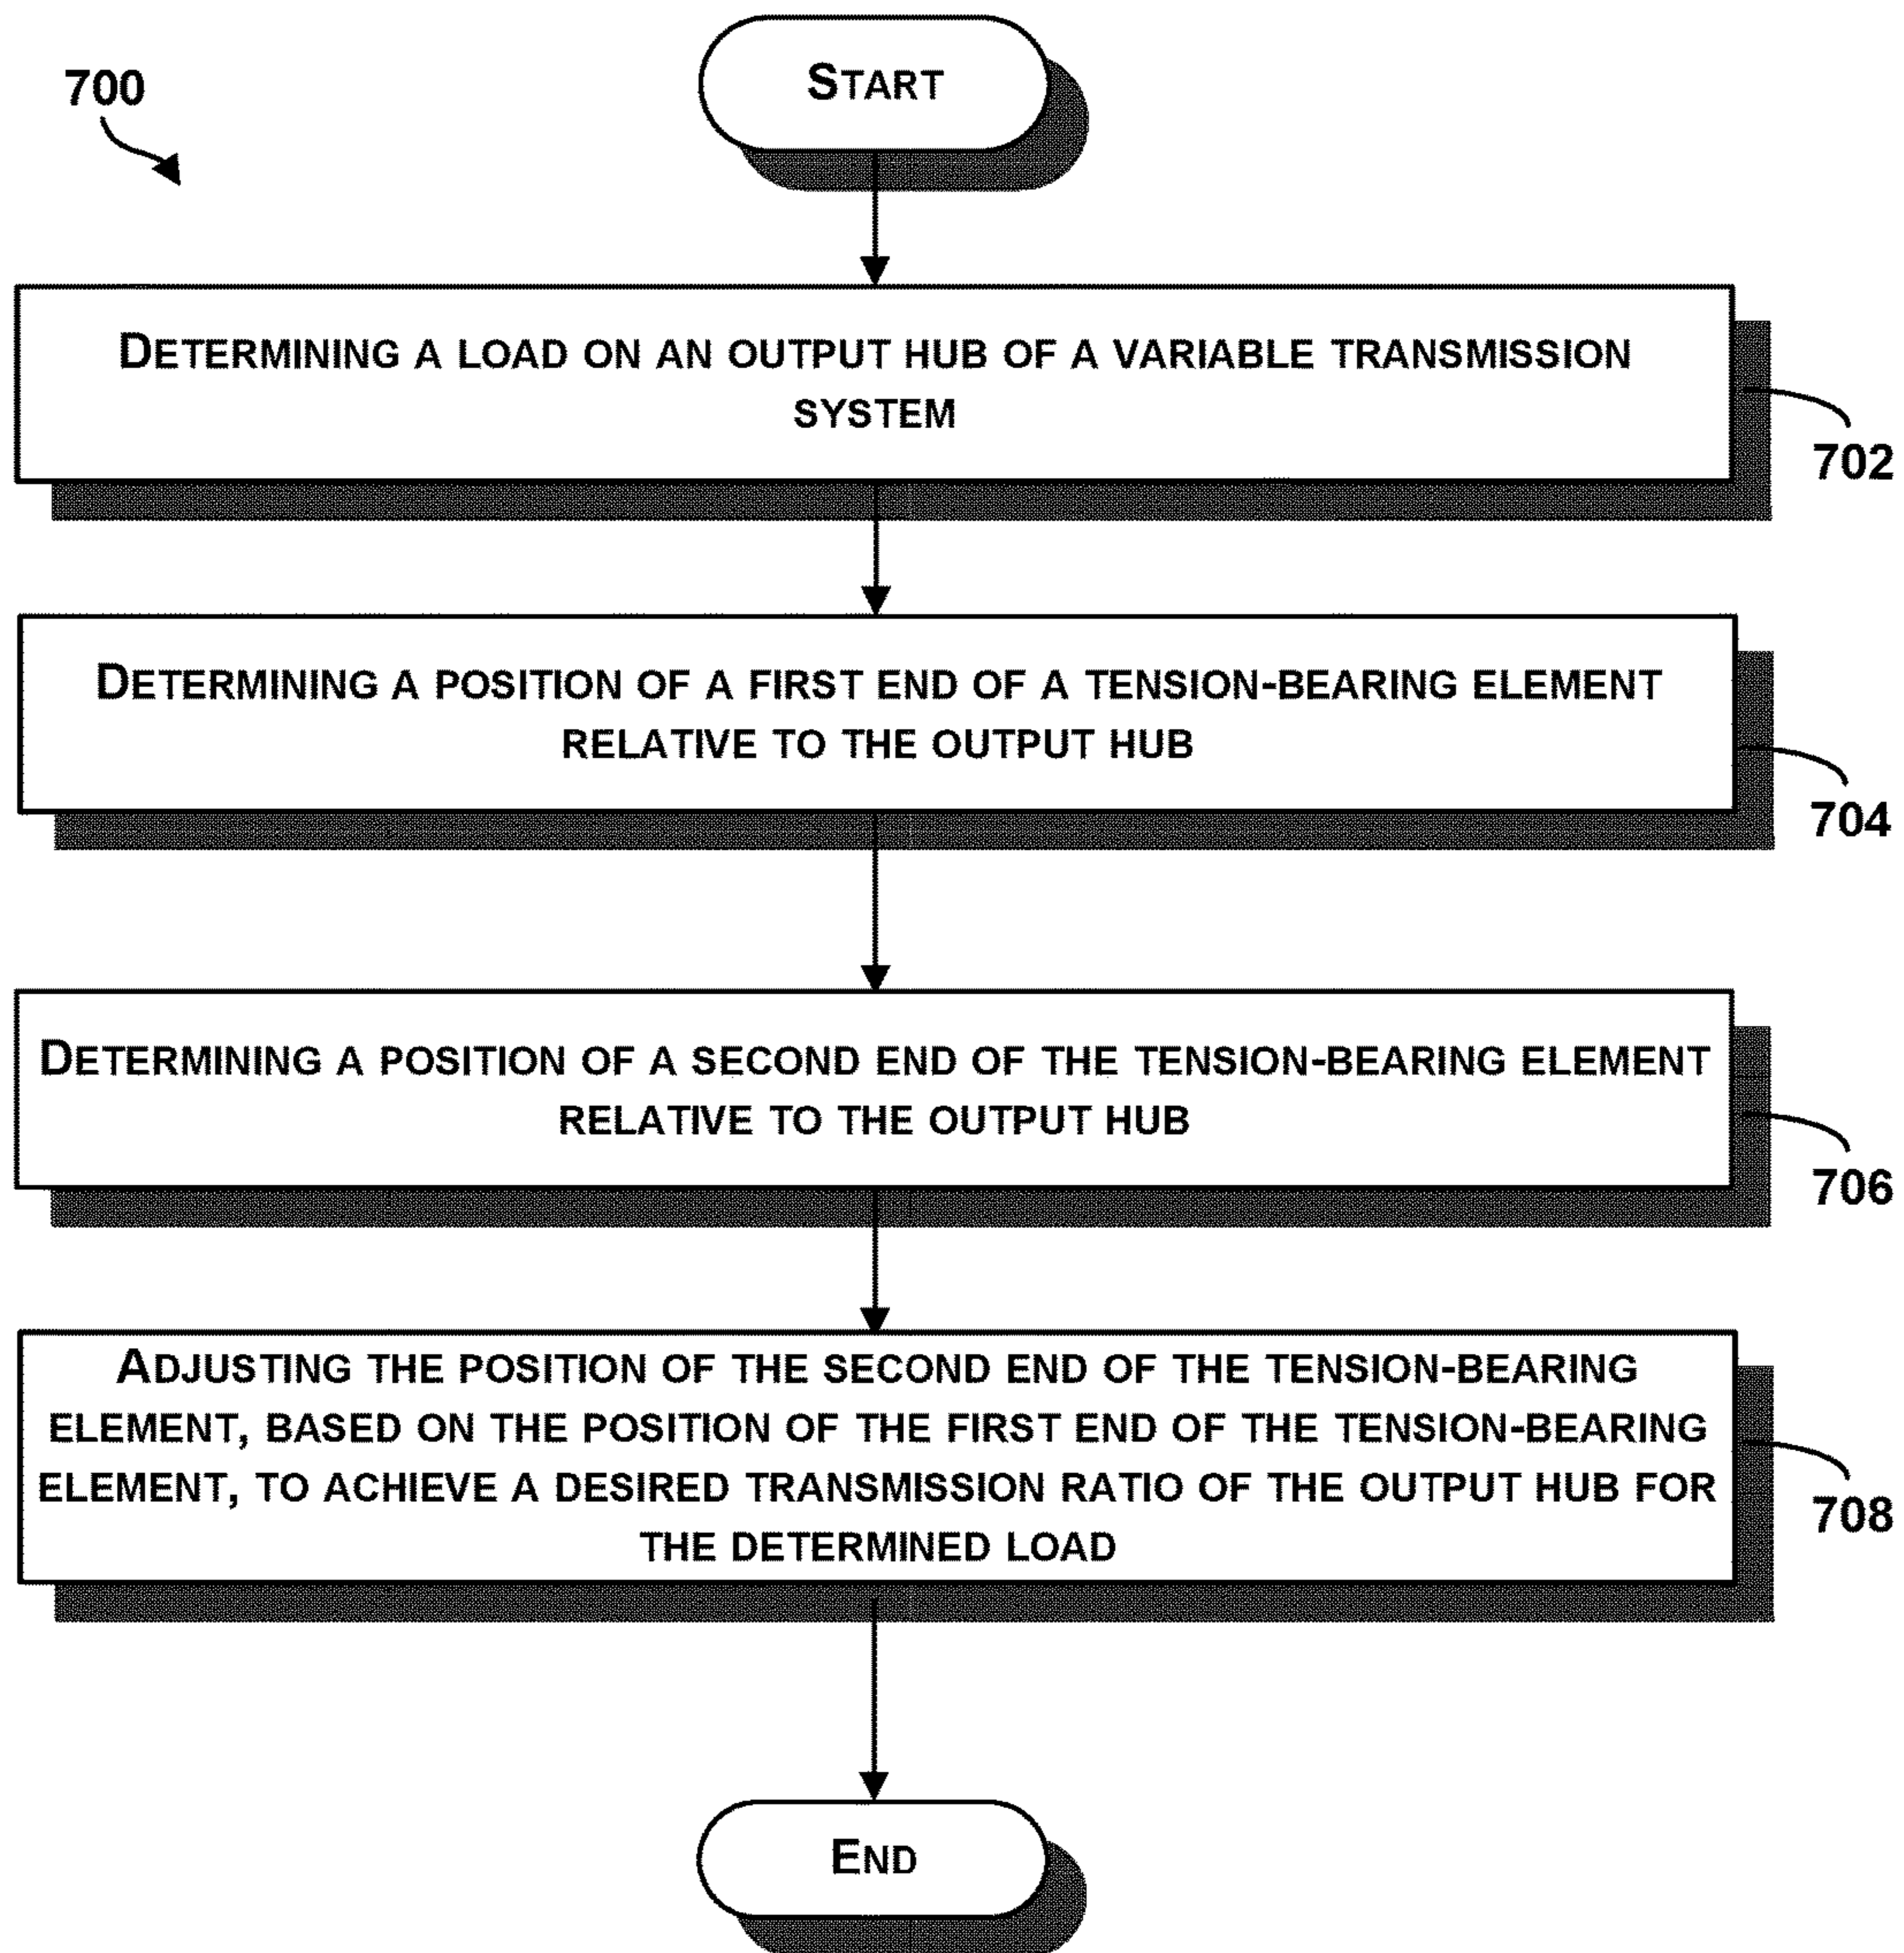 700
START
DETERMINING A LOAD ON AN OUTPUT HUB OF A VARIABLE TRANSMISSION
SYSTEM
702
DETERMINING A POSITION OF A FIRST END OF A TENSION-BEARING ELEMENT
RELATIVE TO THE OUTPUT HUB
704
DETERMINING A POSITION OF A SECOND END OF THE TENSION-BEARING ELEMENT
RELATIVE TO THE OUTPUT HUB
706
ADJUSTING THE POSITION OF THE SECOND END OF THE TENSION-BEARING
ELEMENT, BASED ON THE POSITION OF THE FIRST END OF THE TENSION-BEARING
ELEMENT, TO ACHIEVE A DESIRED TRANSMISSION RATIO OF THE OUTPUT HUB FOR
THE DETERMINED LOAD
708
END